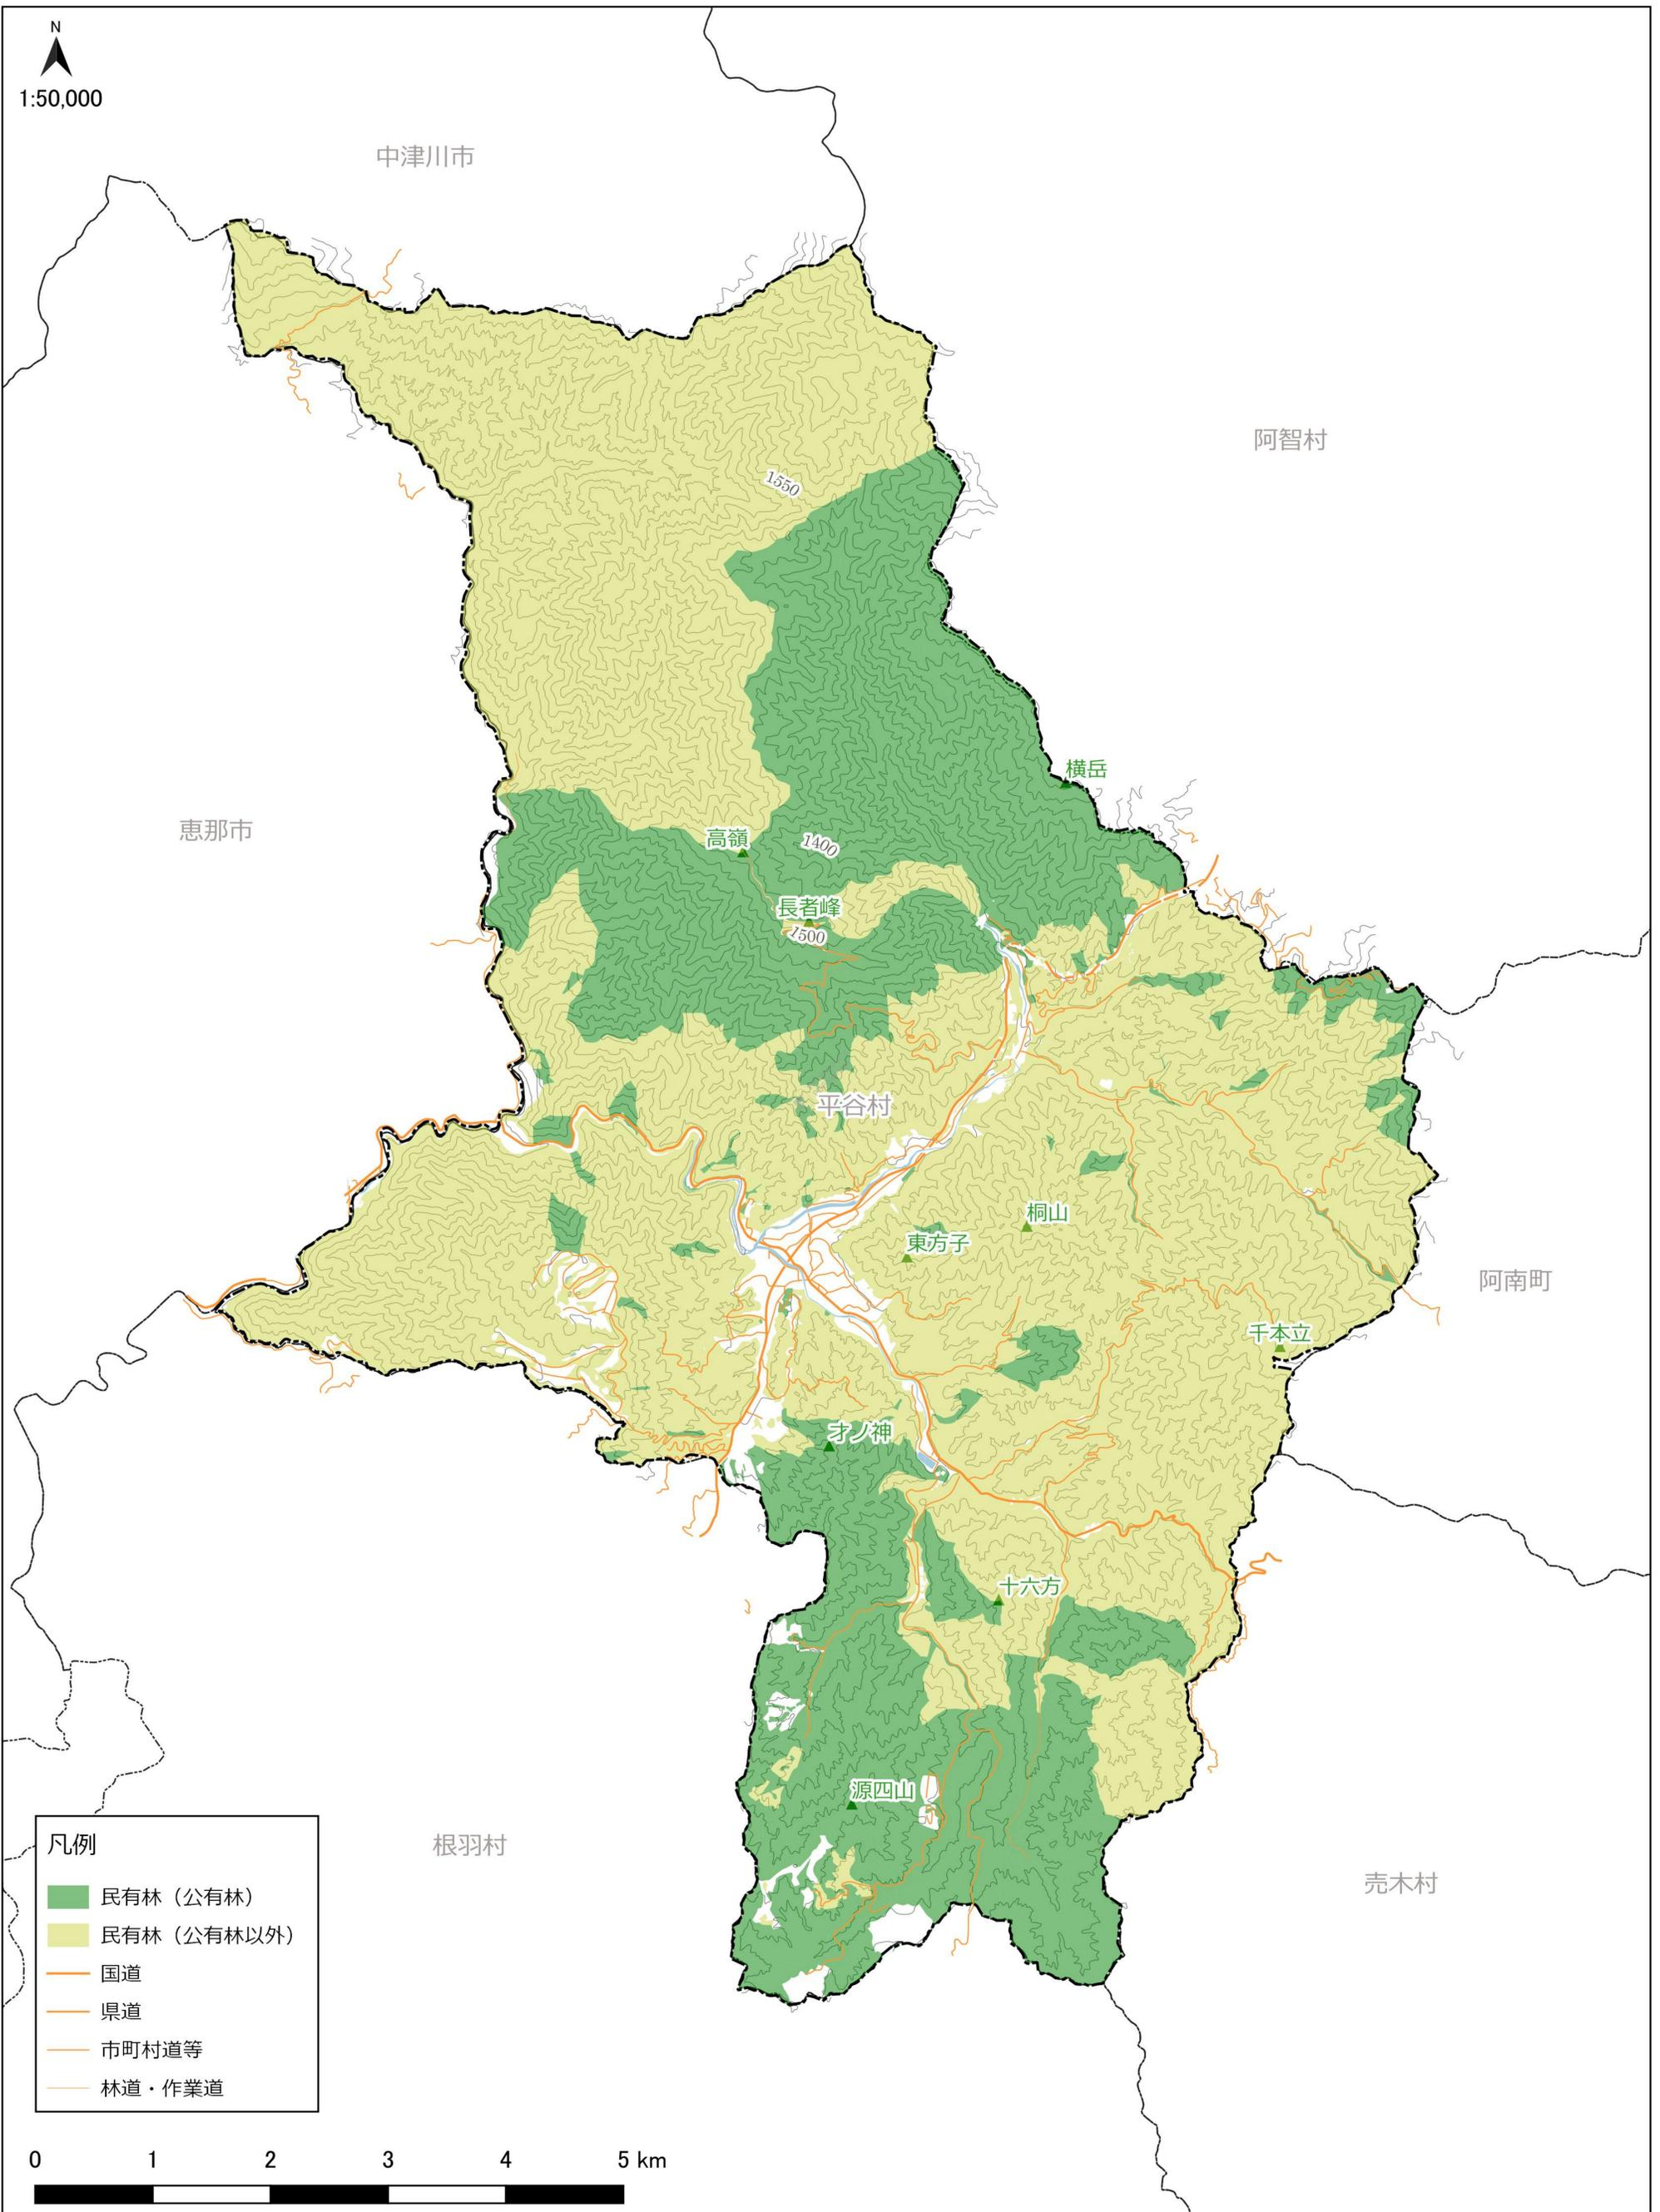 N
1:50,000
中津川市
阿智村
1550
横岳
恵那市
高嶺
1400
長者峰
1500
平谷村
桐山
東方子
阿南町
千本立
才ノ神
十六方
源四山
根羽村
売木村
凡例
民有林（公有林）
民有林（公有林以外）
国道
県道
市町村道等
林道・作業道
0 1 2 3 4 5 km